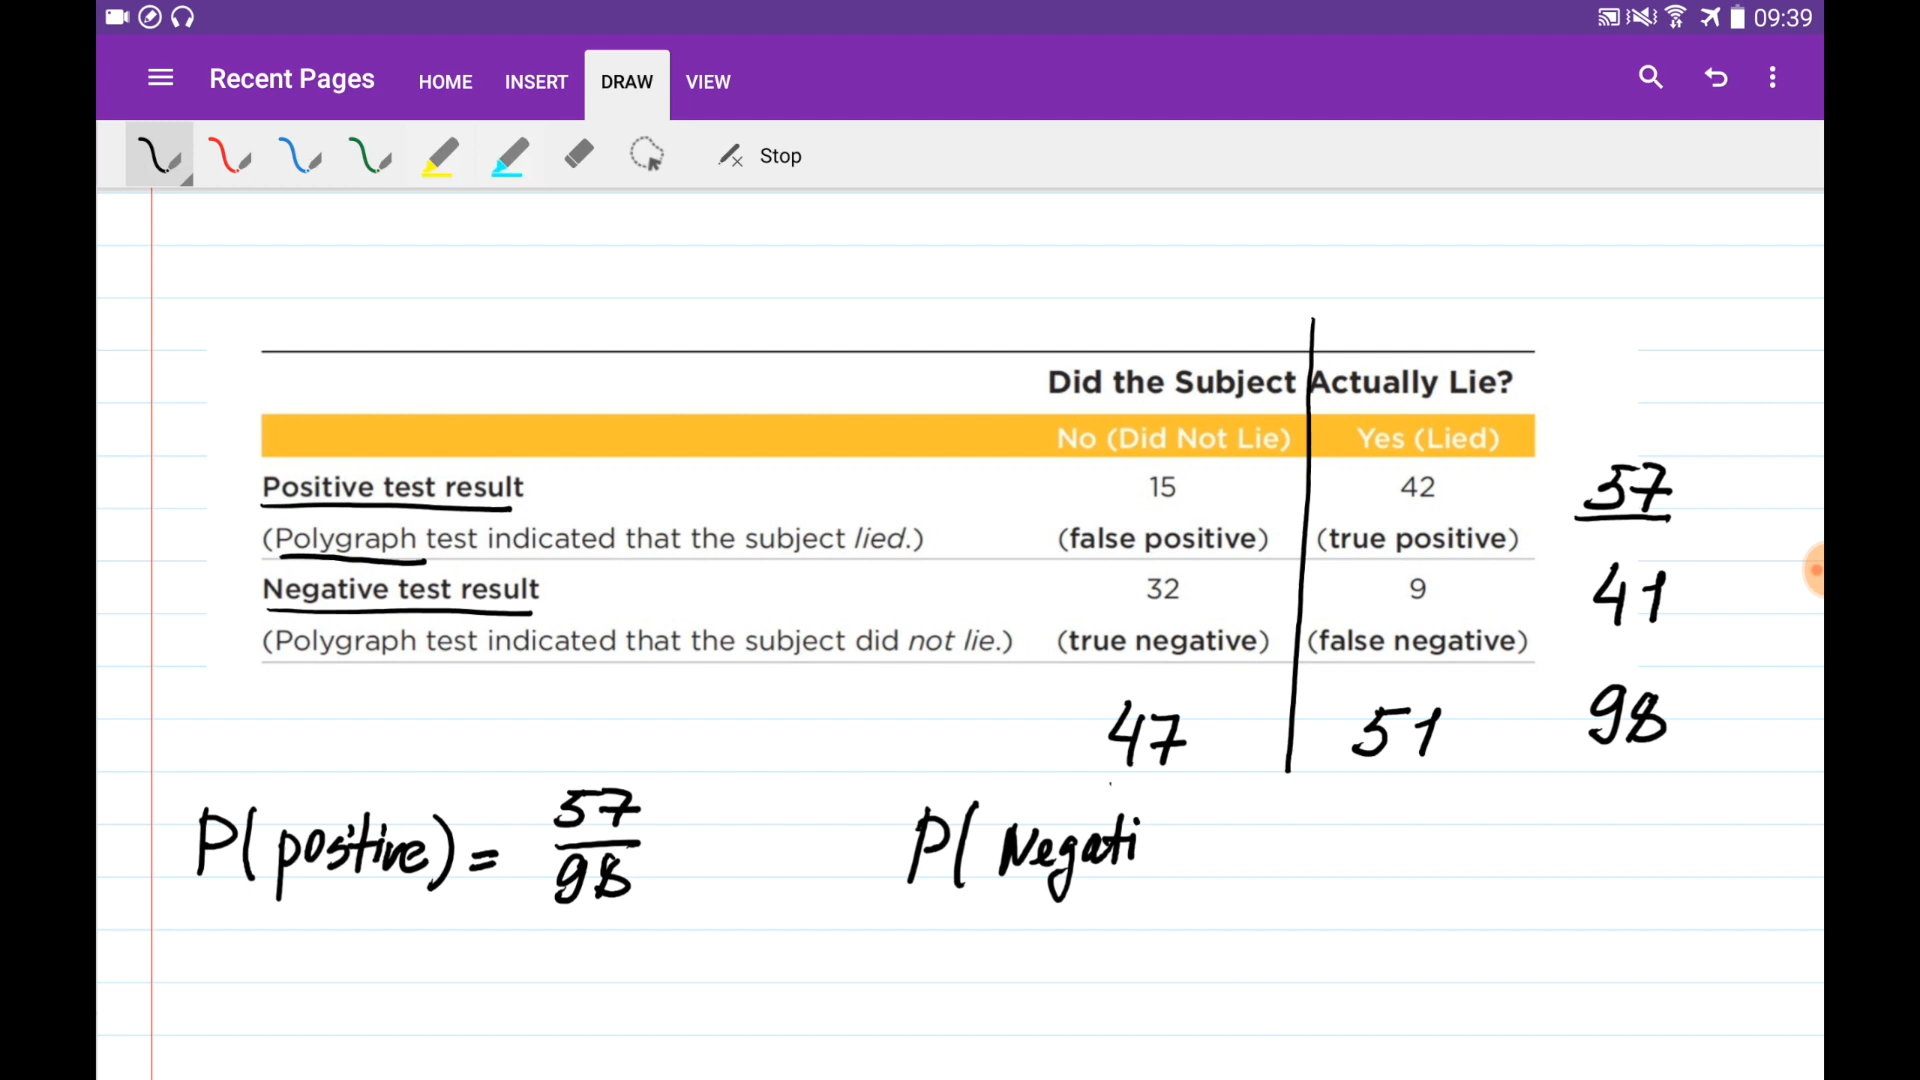 09:39
Recent Pages HOME INSERT DRAW VIEW
Stop
Did the Subject Actually Lie?
No (Did Not Lie) Yes (Lied)
Positive test result 15 42 57
(Polygraph test indicated that the subject lied.) (false positive) (true positive)
Negative test result 32 9 41
(Polygraph test indicated that the subject did not lie.) (true negative) (false negative)
47 51 98
P(positive) = 57/98 P(Negati